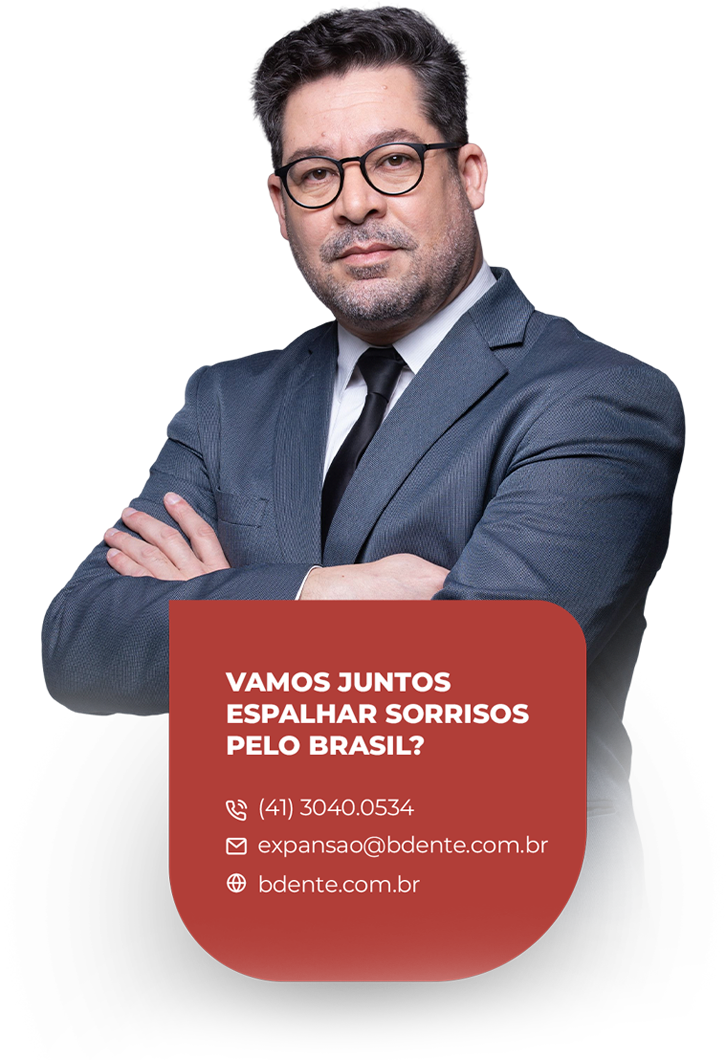 VAMOS JUNTOS
ESPALHAR SORRISOS
PELO BRASIL?
(41) 3040.0534
expansao@bdente.com.br
bdente.com.br